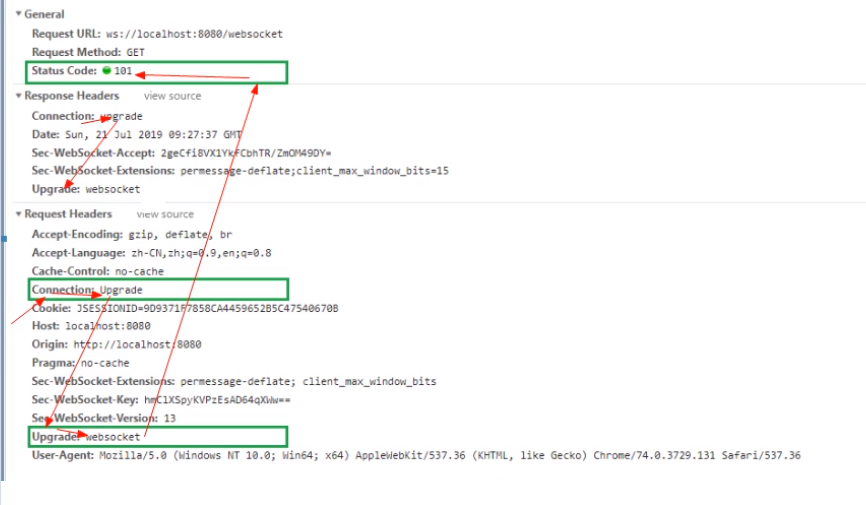 General
Request URL: ws://localhost:8080/websocket
Request Method: GET
Status Code: 101
Response Headers view source
Connection: upgrade
Date: Sun, 21 Jul 2019 09:27:37 GMT
Sec-WebSocket-Accept: 2geCfi8VX1YkfCbhTR/ZmOM49DY=
Sec-WebSocket-Extensions: permessage-deflate;client_max_window_bits=15
Upgrade: websocket
Request Headers view source
Accept-Encoding: gzip, deflate, br
Accept-Language: zh-CN,zh;q=0.9,en;q=0.8
Cache-Control: no-cache
Connection: Upgrade
Cookie: JSESSIONID=9D9371F7858CA4459652B5C47540670B
Host: localhost:8080
Origin: http://localhost:8080
Pragma: no-cache
Sec-WebSocket-Extensions: permessage-deflate; client_max_window_bits
Sec-WebSocket-Key: hmClXSpyKVPzEsAD64qXWw==
Sec-WebSocket-Version: 13
Upgrade: websocket
User-Agent: Mozilla/5.0 (Windows NT 10.0; Win64; x64) AppleWebKit/537.36 (KHTML, like Gecko) Chrome/74.0.3729.131 Safari/537.36